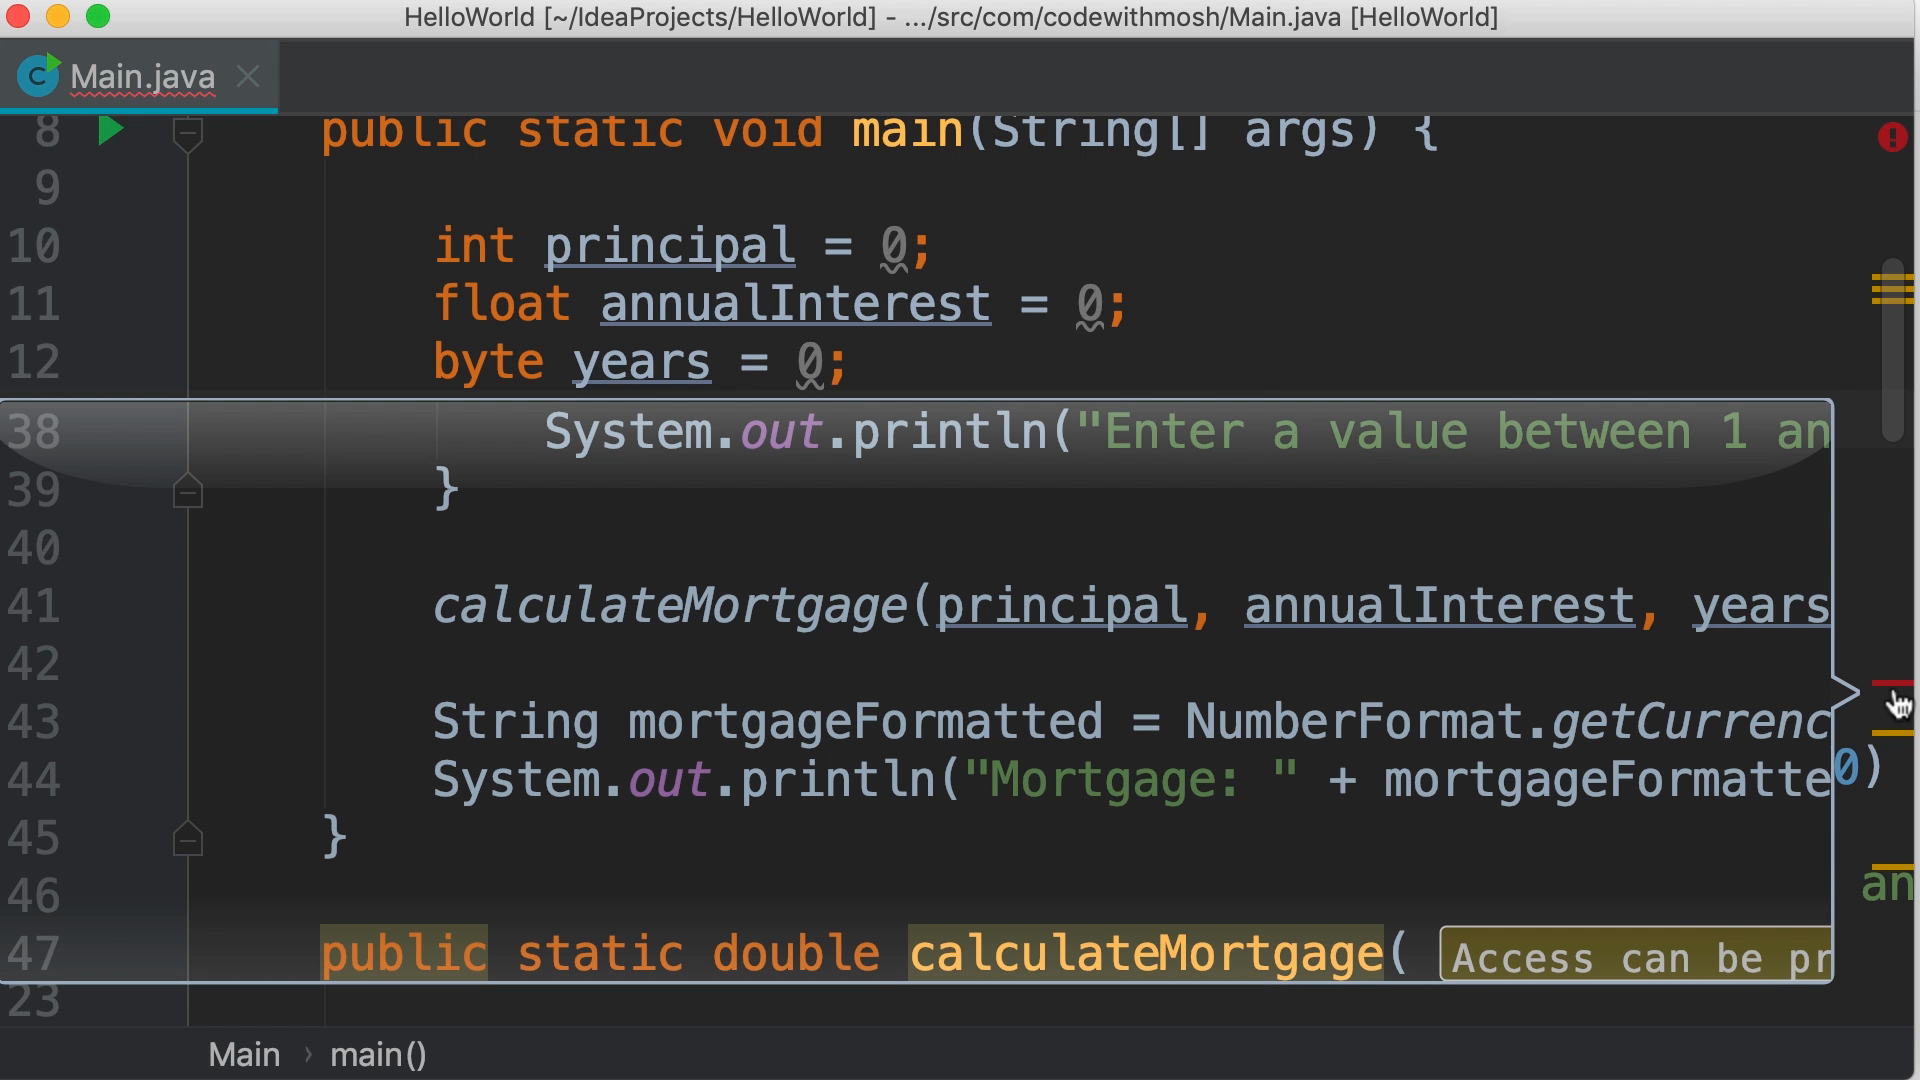 HelloWorld [~/IdeaProjects/HelloWorld] - .../src/com/codewithmosh/Main.java [HelloWorld]
Main.java
8 public static void main(String[] args) {
9
10 int principal = 0;
11 float annualInterest = 0;
12 byte years = 0;
38 System.out.println("Enter a value between 1 an
39 }
40
41 calculateMortgage(principal, annualInterest, years
42
43 String mortgageFormatted = NumberFormat.getCurrenc
44 System.out.println("Mortgage: " + mortgageFormatte
0)
45 }
46
an
47 public static double calculateMortgage( Access can be pr
23
Main › main()